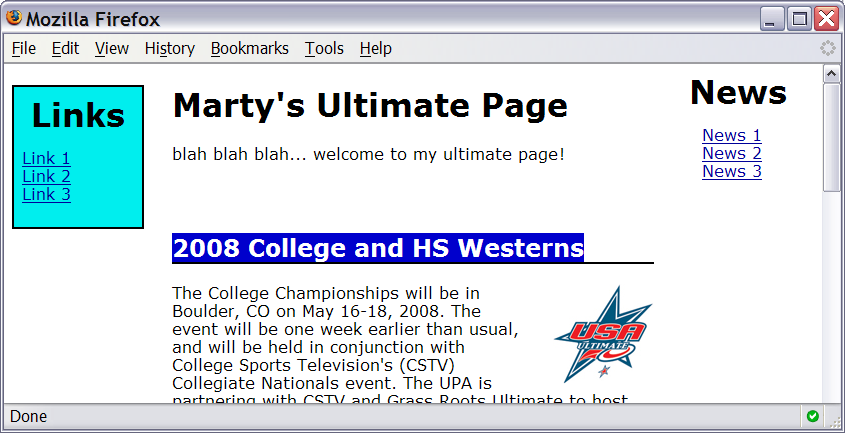 Mozilla Firefox
File Edit View History Bookmarks Tools Help
Links
Link 1
Link 2
Link 3
Marty's Ultimate Page
blah blah blah... welcome to my ultimate page!
2008 College and HS Westerns
The College Championships will be in
Boulder, CO on May 16-18, 2008. The
event will be one week earlier than usual,
and will be held in conjunction with
College Sports Television's (CSTV)
Collegiate Nationals event. The UPA is
partnering with CSTV and Grass Roots Ultimate to host
USA
ULTIMATE
News
News 1
News 2
News 3
Done